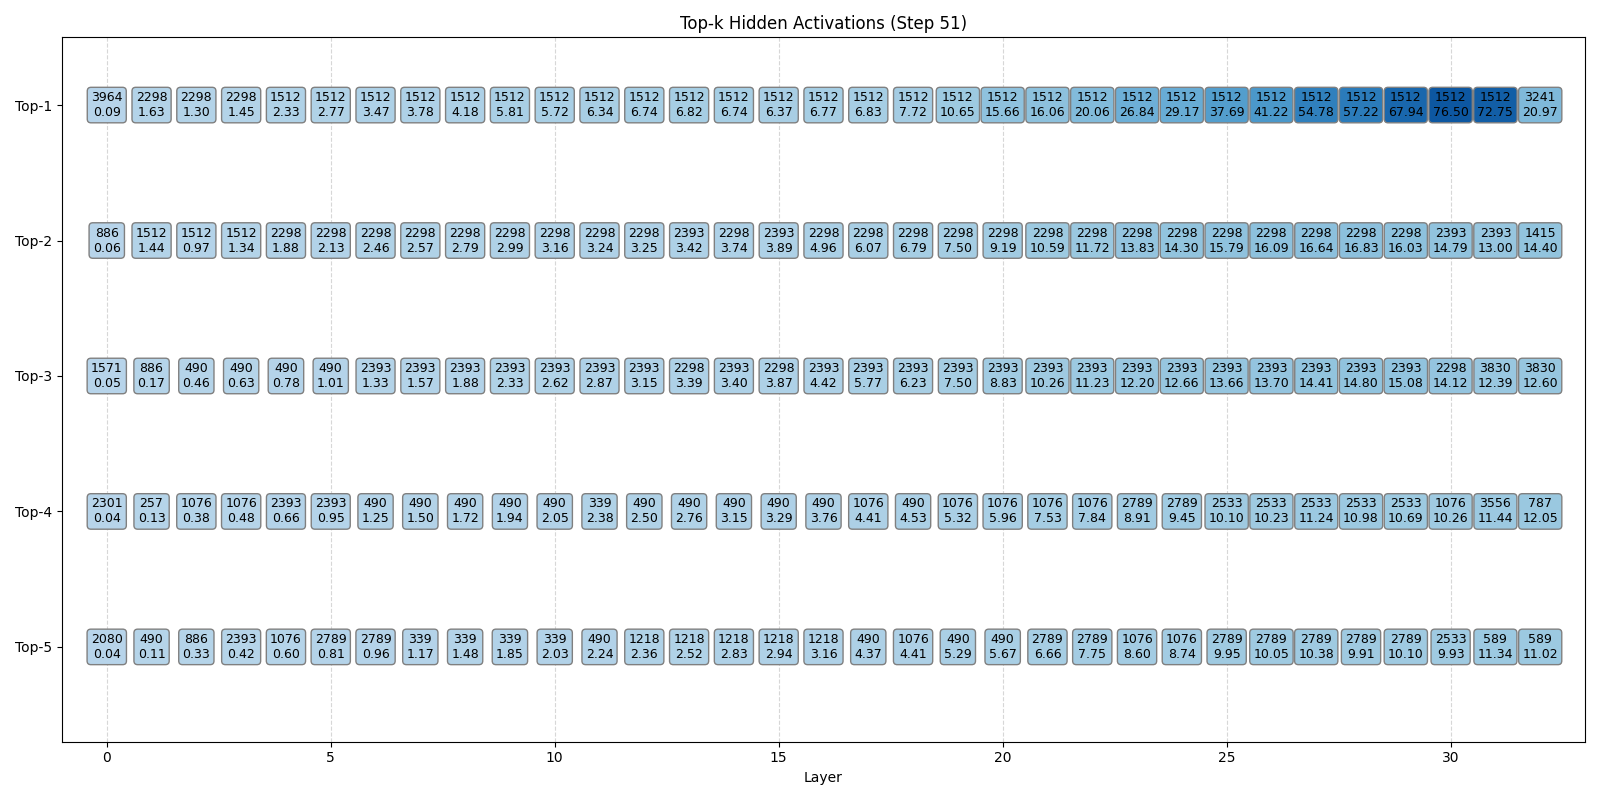 Top-k Hidden Activations (Step 51)
Top-1
3964 2298 2298 2298 1512 1512 1512 1512 1512 1512 1512 1512 1512 1512 1512 1512 1512 1512 1512 1512 1512 1512 1512 1512 1512 1512 1512 1512 1512 1512 1512 1512 3241
0.09 1.63 1.30 1.45 2.33 2.77 3.47 3.78 4.18 5.81 5.72 6.34 6.74 6.82 6.74 6.37 6.77 6.83 7.72 10.65 15.66 16.06 20.06 26.84 29.17 37.69 41.22 54.78 57.22 67.94 76.50 72.75 20.97
Top-2
886 1512 1512 1512 2298 2298 2298 2298 2298 2298 2298 2298 2298 2393 2298 2393 2298 2298 2298 2298 2298 2298 2298 2298 2298 2298 2298 2298 2298 2298 2393 2393 1415
0.06 1.44 0.97 1.34 1.88 2.13 2.46 2.57 2.79 2.99 3.16 3.24 3.25 3.42 3.74 3.89 4.96 6.07 6.79 7.50 9.19 10.59 11.72 13.83 14.30 15.79 16.09 16.64 16.83 16.03 14.79 13.00 14.40
Top-3
1571 886 490 490 490 490 2393 2393 2393 2393 2393 2393 2393 2298 2393 2298 2393 2393 2393 2393 2393 2393 2393 2393 2393 2393 2393 2393 2393 2393 2298 3830 3830
0.05 0.17 0.46 0.63 0.78 1.01 1.33 1.57 1.88 2.33 2.62 2.87 3.15 3.39 3.40 3.87 4.42 5.77 6.23 7.50 8.83 10.26 11.23 12.20 12.66 13.66 13.70 14.41 14.80 15.08 14.12 12.39 12.60
Top-4
2301 257 1076 1076 2393 2393 490 490 490 490 490 339 490 490 490 490 490 1076 490 1076 1076 1076 1076 2789 2789 2533 2533 2533 2533 2533 1076 3556 787
0.04 0.13 0.38 0.48 0.66 0.95 1.25 1.50 1.72 1.94 2.05 2.38 2.50 2.76 3.15 3.29 3.76 4.41 4.53 5.32 5.96 7.53 7.84 8.91 9.45 10.10 10.23 11.24 10.98 10.69 10.26 11.44 12.05
Top-5
2080 490 886 2393 1076 2789 2789 339 339 339 339 490 1218 1218 1218 1218 1218 490 1076 490 490 2789 2789 1076 1076 2789 2789 2789 2789 2789 2533 589 589
0.04 0.11 0.33 0.42 0.60 0.81 0.96 1.17 1.48 1.85 2.03 2.24 2.36 2.52 2.83 2.94 3.16 4.37 4.41 5.29 5.67 6.66 7.75 8.60 8.74 9.95 10.05 10.38 9.91 10.10 9.93 11.34 11.02
0 5 10 15 20 25 30
Layer